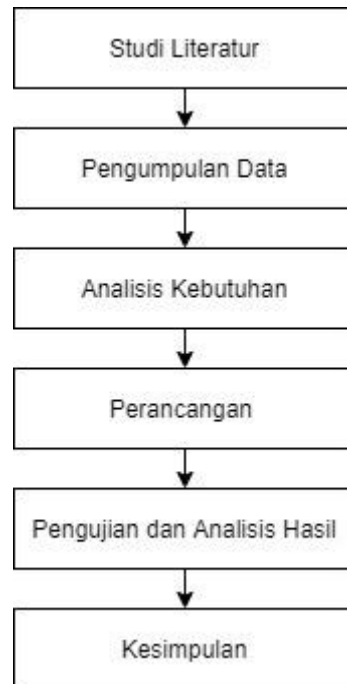 Studi Literatur
Pengumpulan Data
Analisis Kebutuhan
Perancangan
Pengujian dan Analisis Hasil
Kesimpulan